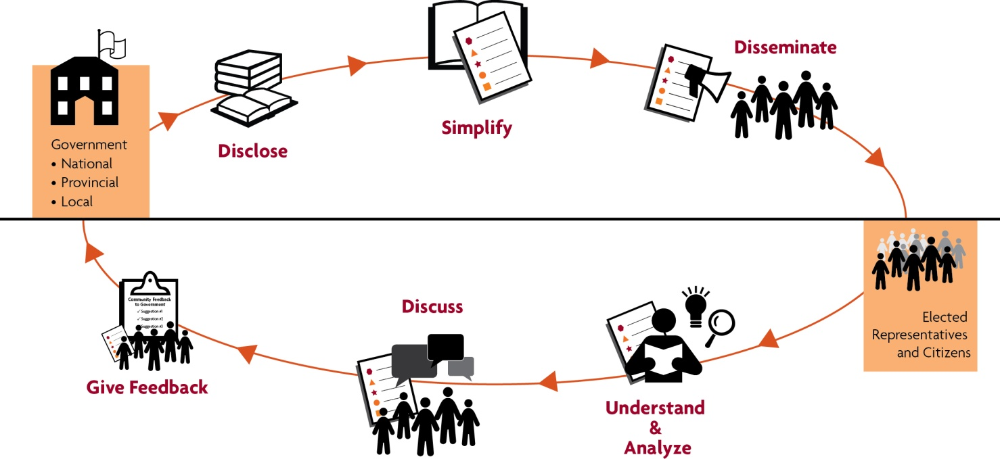 Government
• National
• Provincial
• Local
Disclose
Simplify
Disseminate
Elected
Representatives
and Citizens
Understand
&
Analyze
Discuss
Community Feedback
to Government
✓ Suggestion #1
✓ Suggestion #2
Suggestion #3
Give Feedback